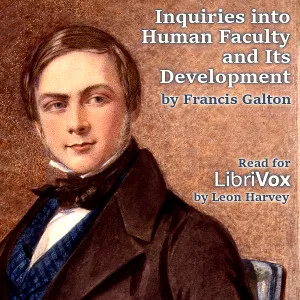 Inquiries into
Human Faculty
and Its
Development
by Francis Galton
Read for
LibriVox
by Leon Harvey